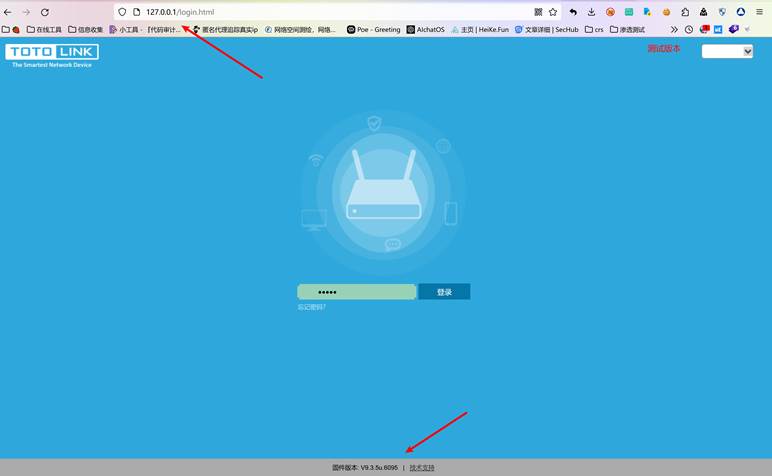 127.0.0.1/login.html
在线工具 信息收集 小工具 - 『代码审计... 匿名代理追踪真实ip 网络空间测绘,网络... Poe - Greeting AIchatOS 主页 | HeiKe.Fun 文章详细 | SecHub crs 渗透测试
TOTO LINK
The Smartest Network Device
测试版本
登录
忘记密码?
固件版本: V9.3.5u.6095 | 技术支持